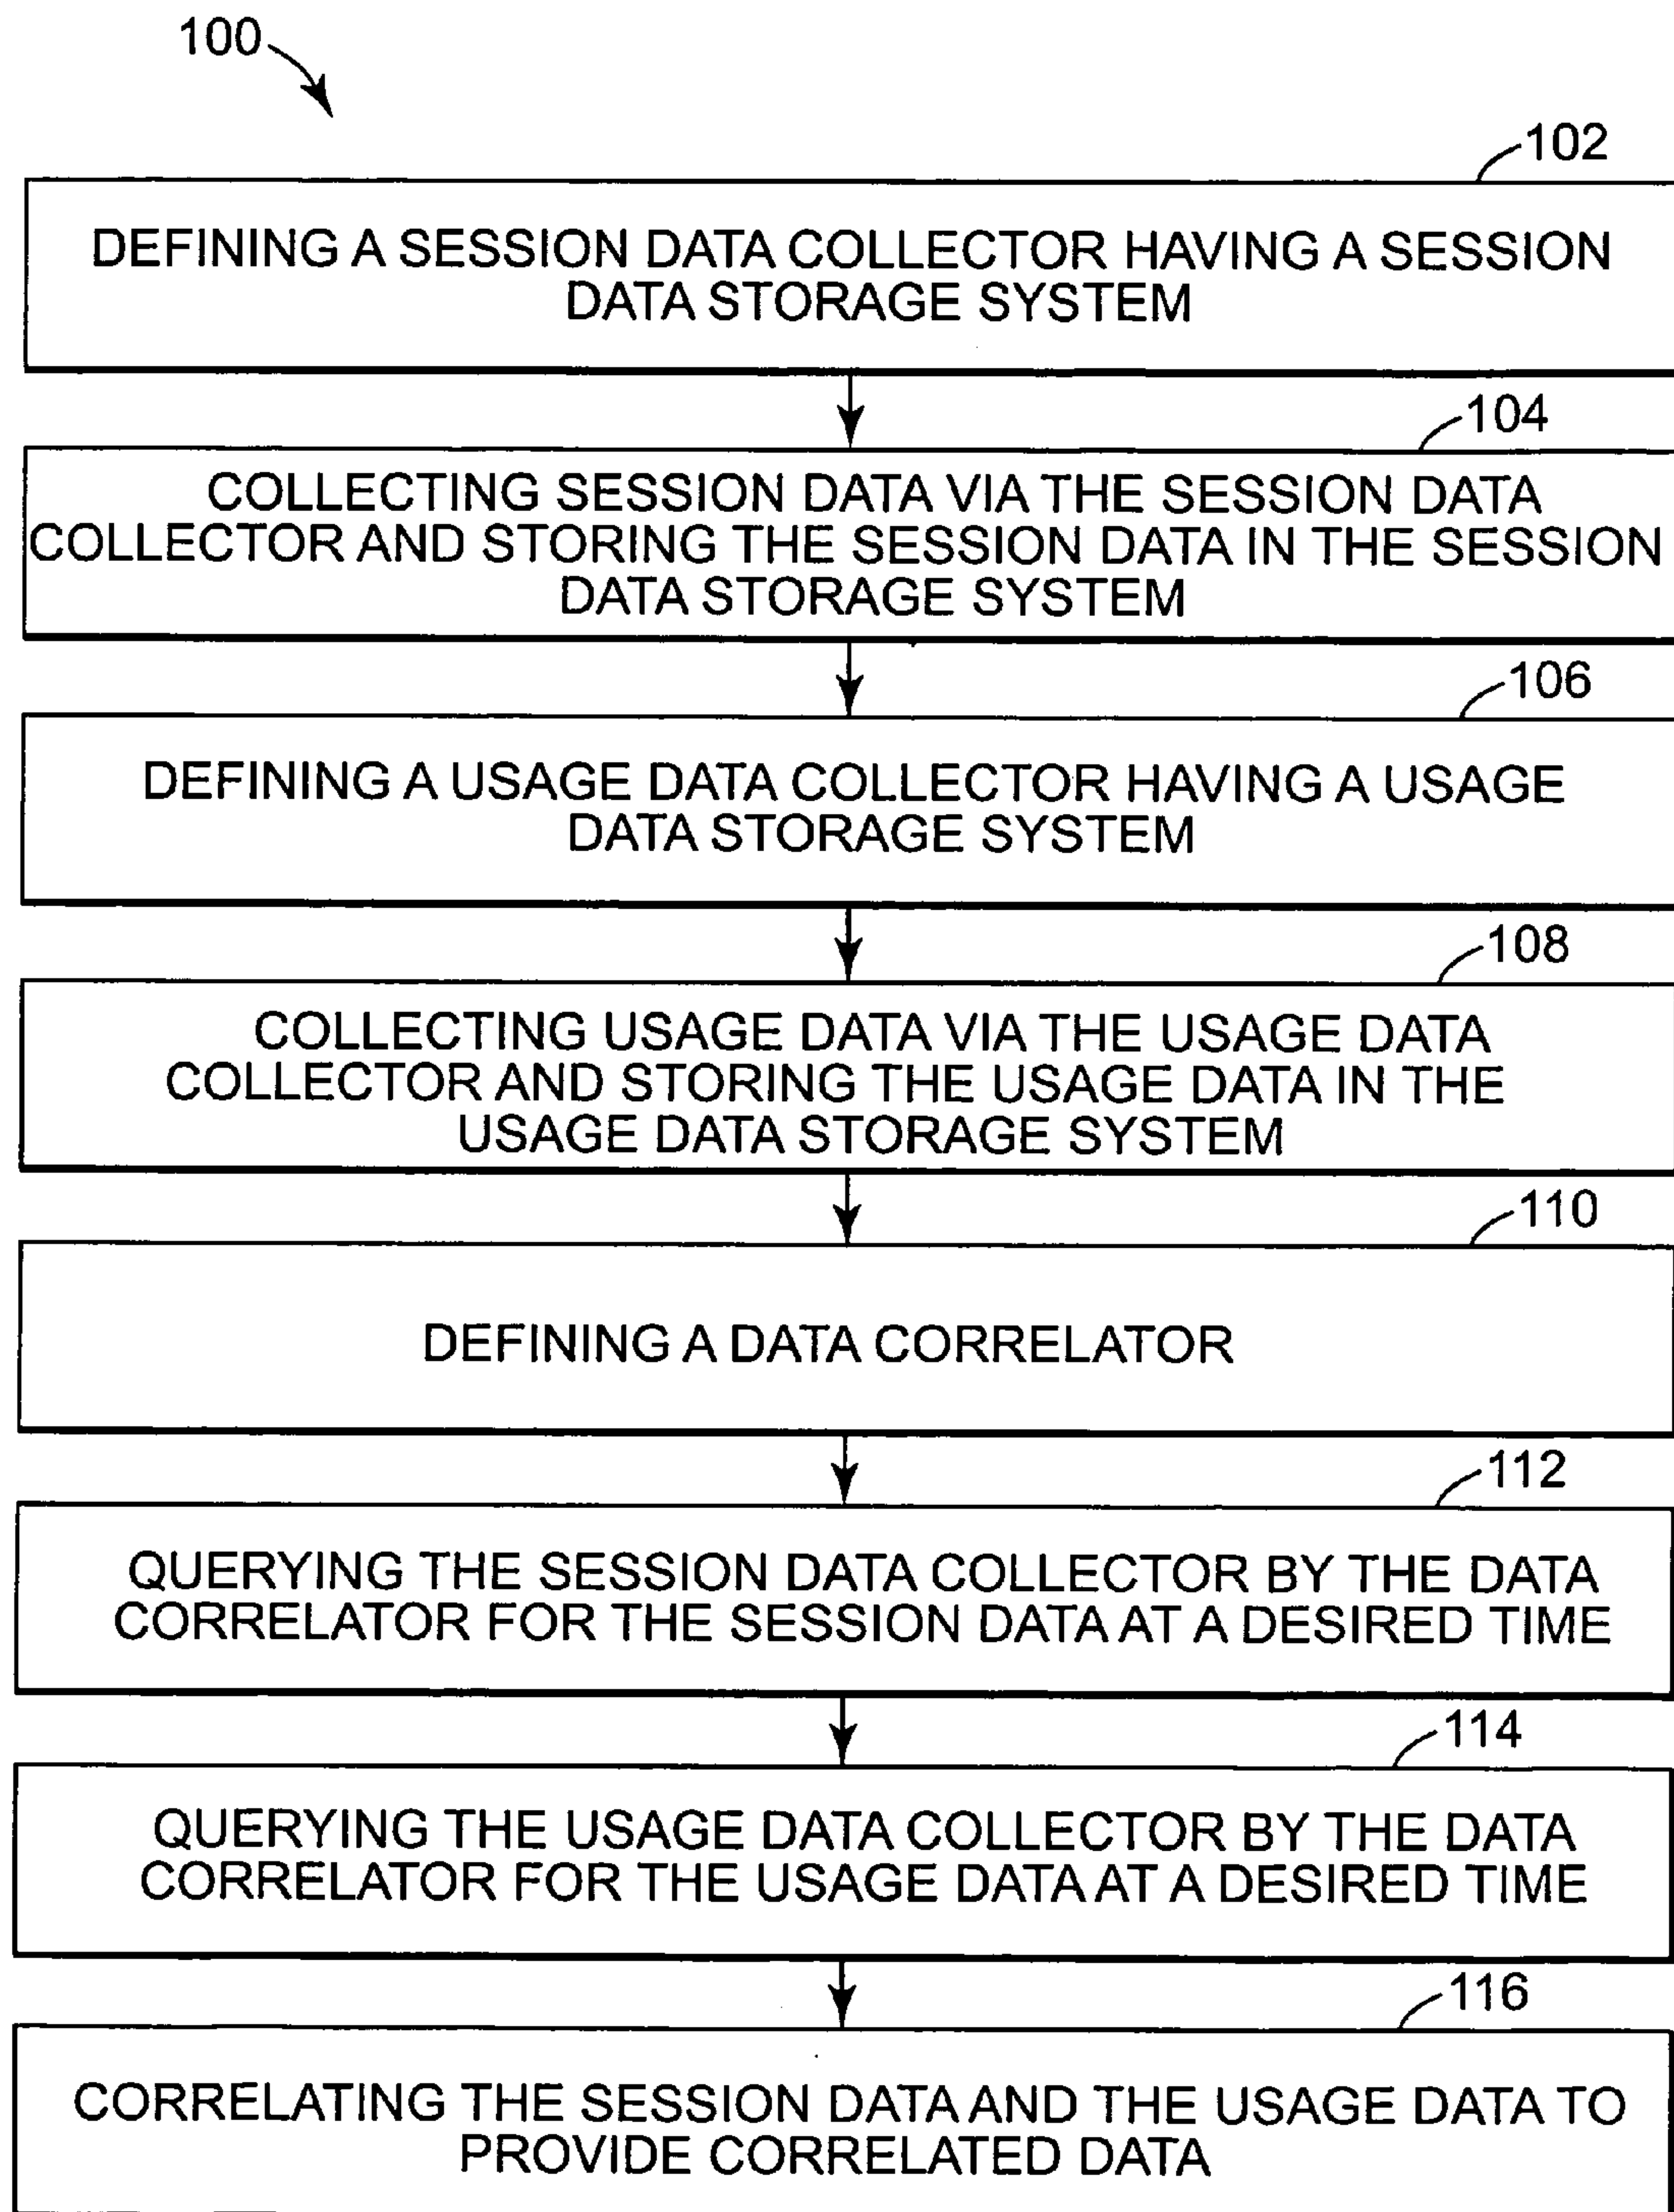 100
102
DEFINING A SESSION DATA COLLECTOR HAVING A SESSION
DATA STORAGE SYSTEM
104
COLLECTING SESSION DATA VIA THE SESSION DATA
COLLECTOR AND STORING THE SESSION DATA IN THE SESSION
DATA STORAGE SYSTEM
106
DEFINING A USAGE DATA COLLECTOR HAVING A USAGE
DATA STORAGE SYSTEM
108
COLLECTING USAGE DATA VIA THE USAGE DATA
COLLECTOR AND STORING THE USAGE DATA IN THE
USAGE DATA STORAGE SYSTEM
110
DEFINING A DATA CORRELATOR
112
QUERYING THE SESSION DATA COLLECTOR BY THE DATA
CORRELATOR FOR THE SESSION DATA AT A DESIRED TIME
114
QUERYING THE USAGE DATA COLLECTOR BY THE DATA
CORRELATOR FOR THE USAGE DATA AT A DESIRED TIME
116
CORRELATING THE SESSION DATA AND THE USAGE DATA TO
PROVIDE CORRELATED DATA